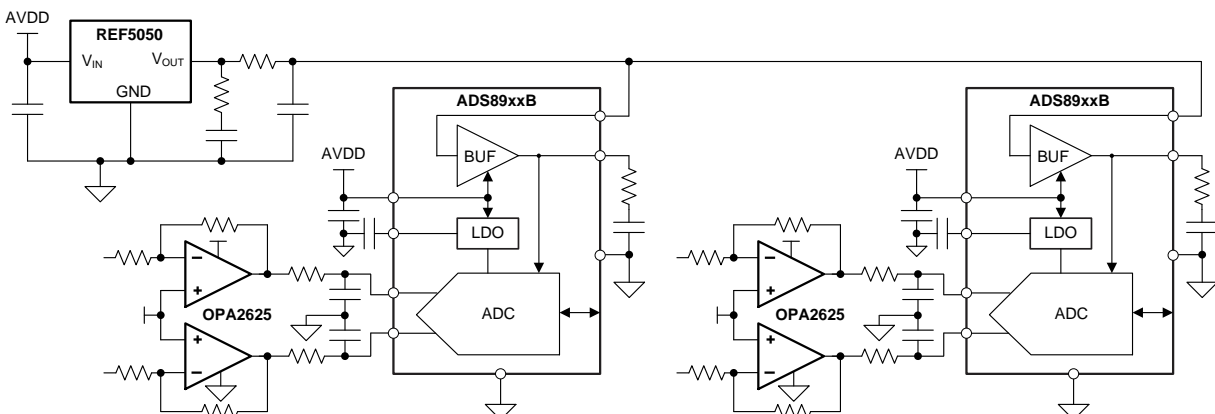 AVDD
REF5050
VIN
VOUT
GND
ADS89xxB
BUF
AVDD
LDO
ADC
OPA2625
ADS89xxB
BUF
AVDD
LDO
ADC
OPA2625